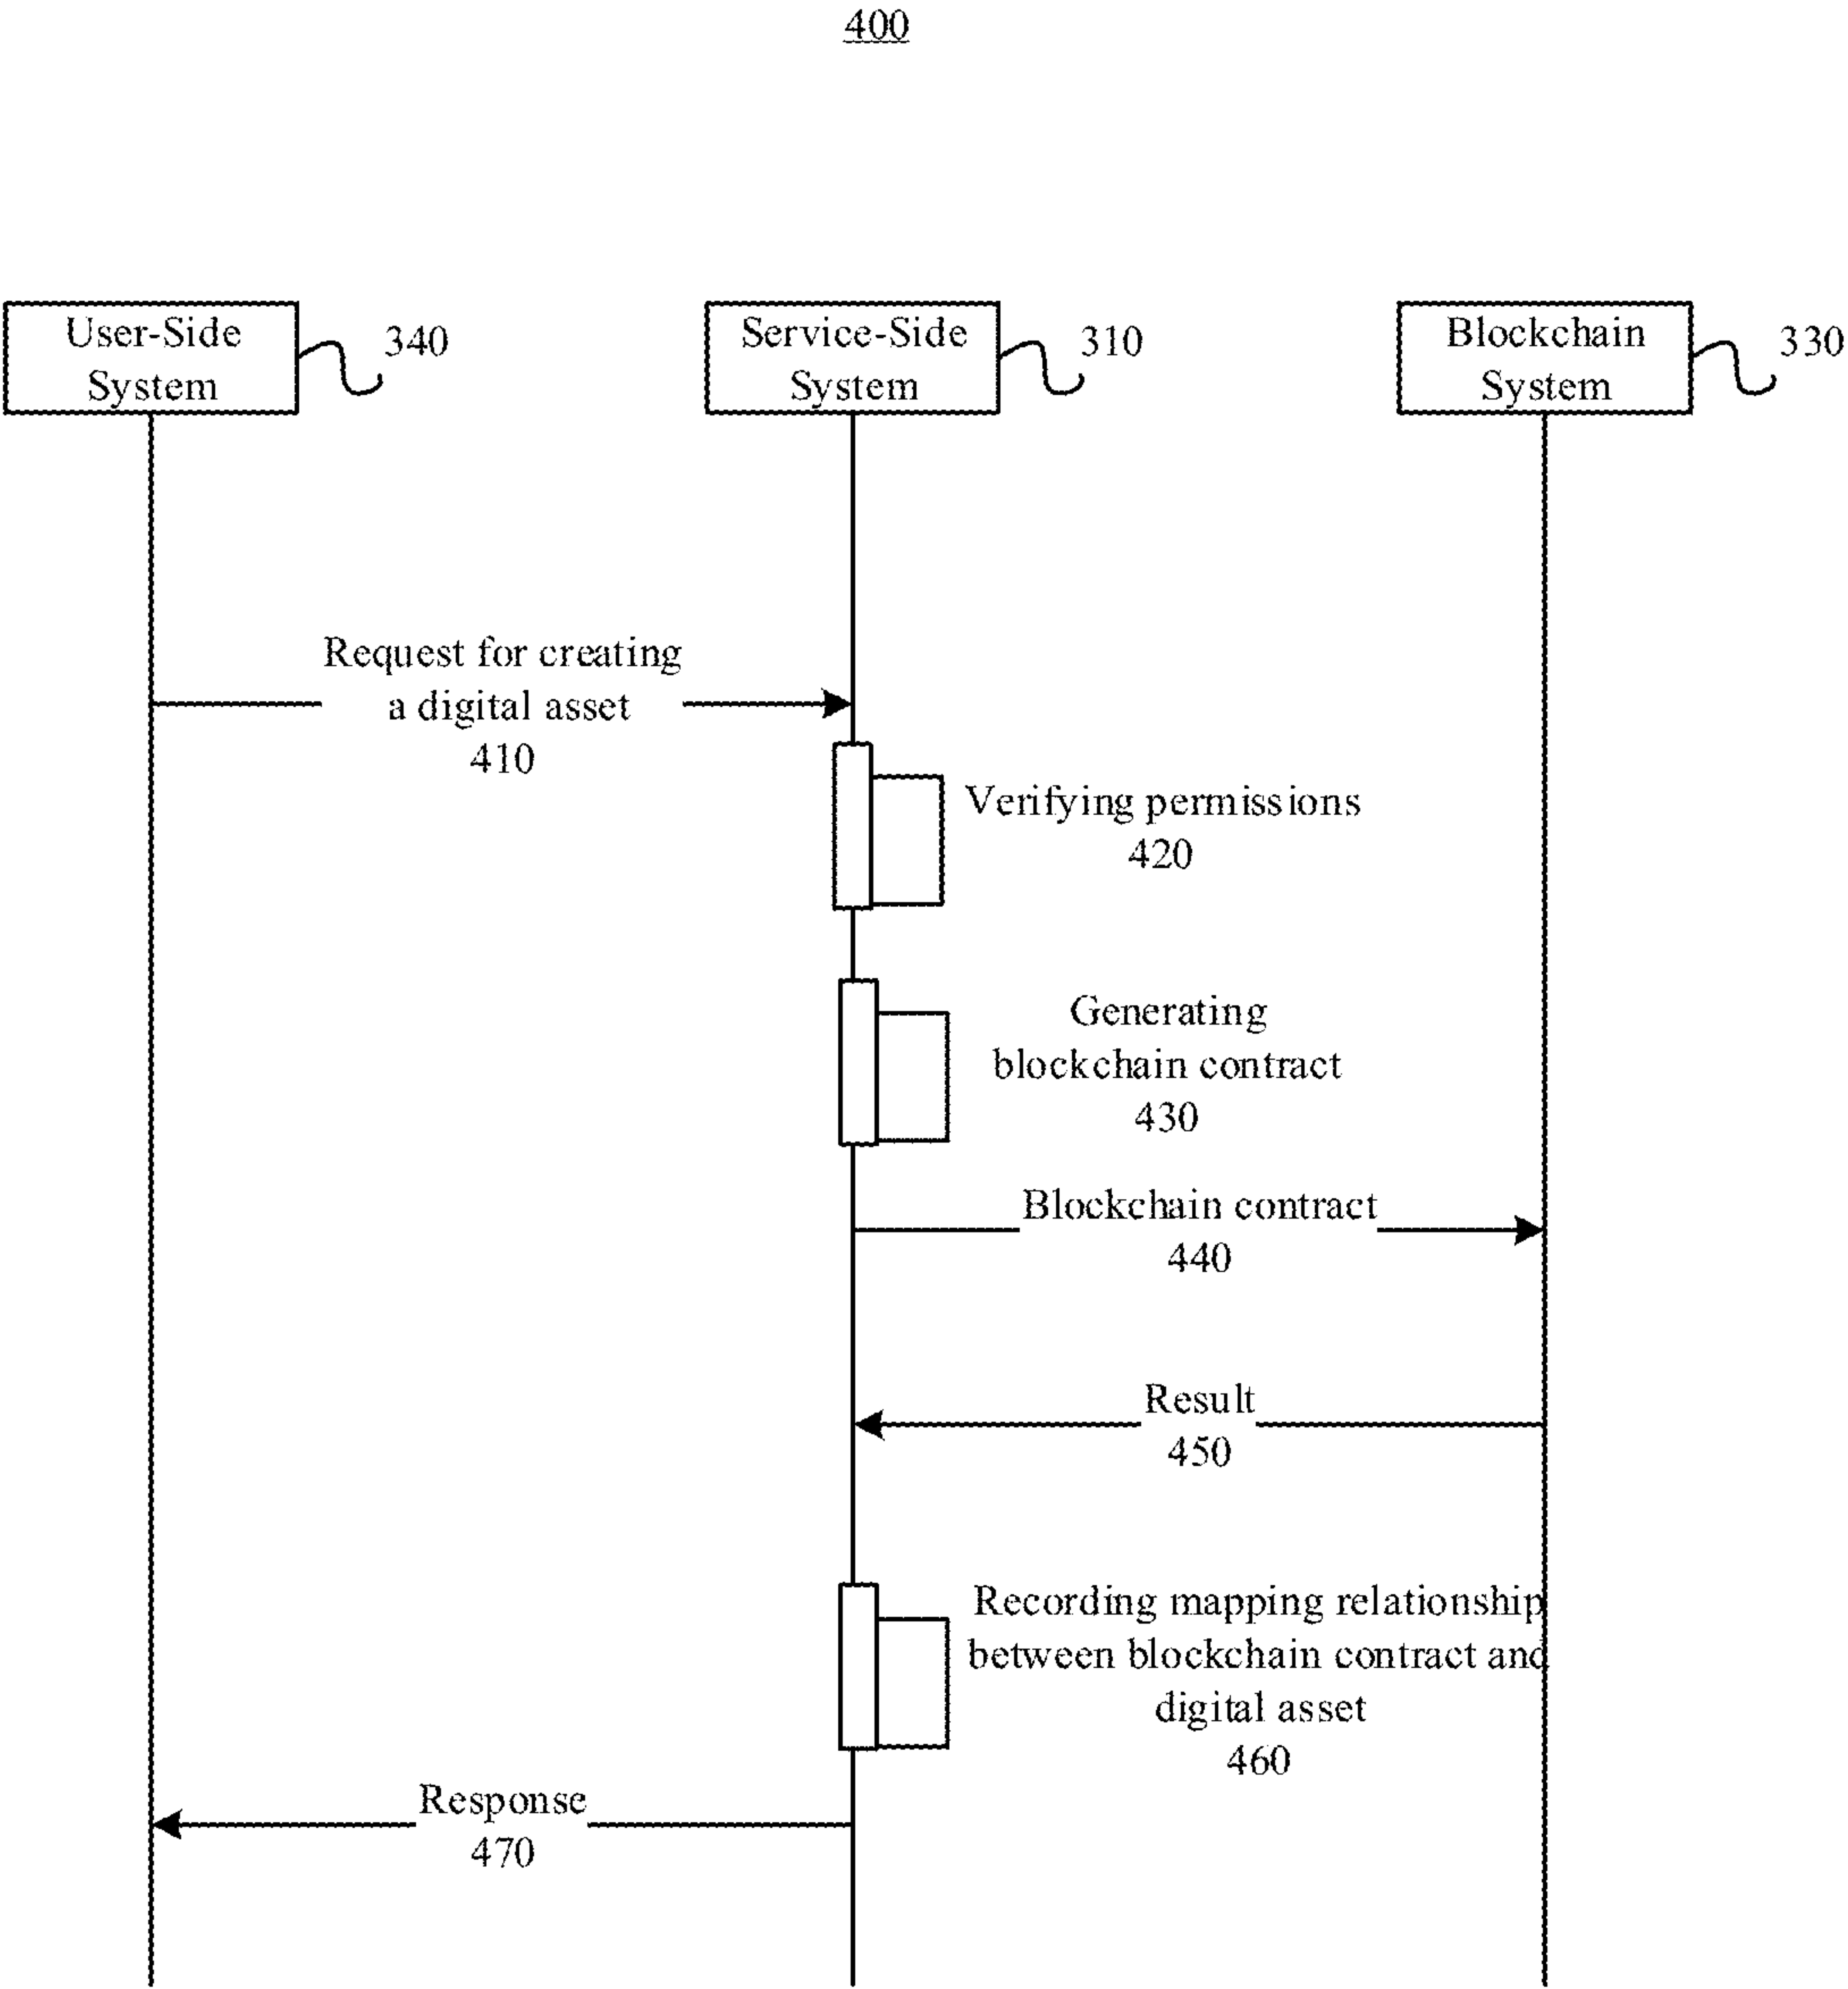 400
User-Side
System
340
Service-Side
System
310
Blockchain
System
330
Request for creating
a digital asset
410
Verifying permissions
420
Generating
blockchain contract
430
Blockchain contract
440
Result
450
Recording mapping relationship
between blockchain contract and
digital asset
460
Response
470